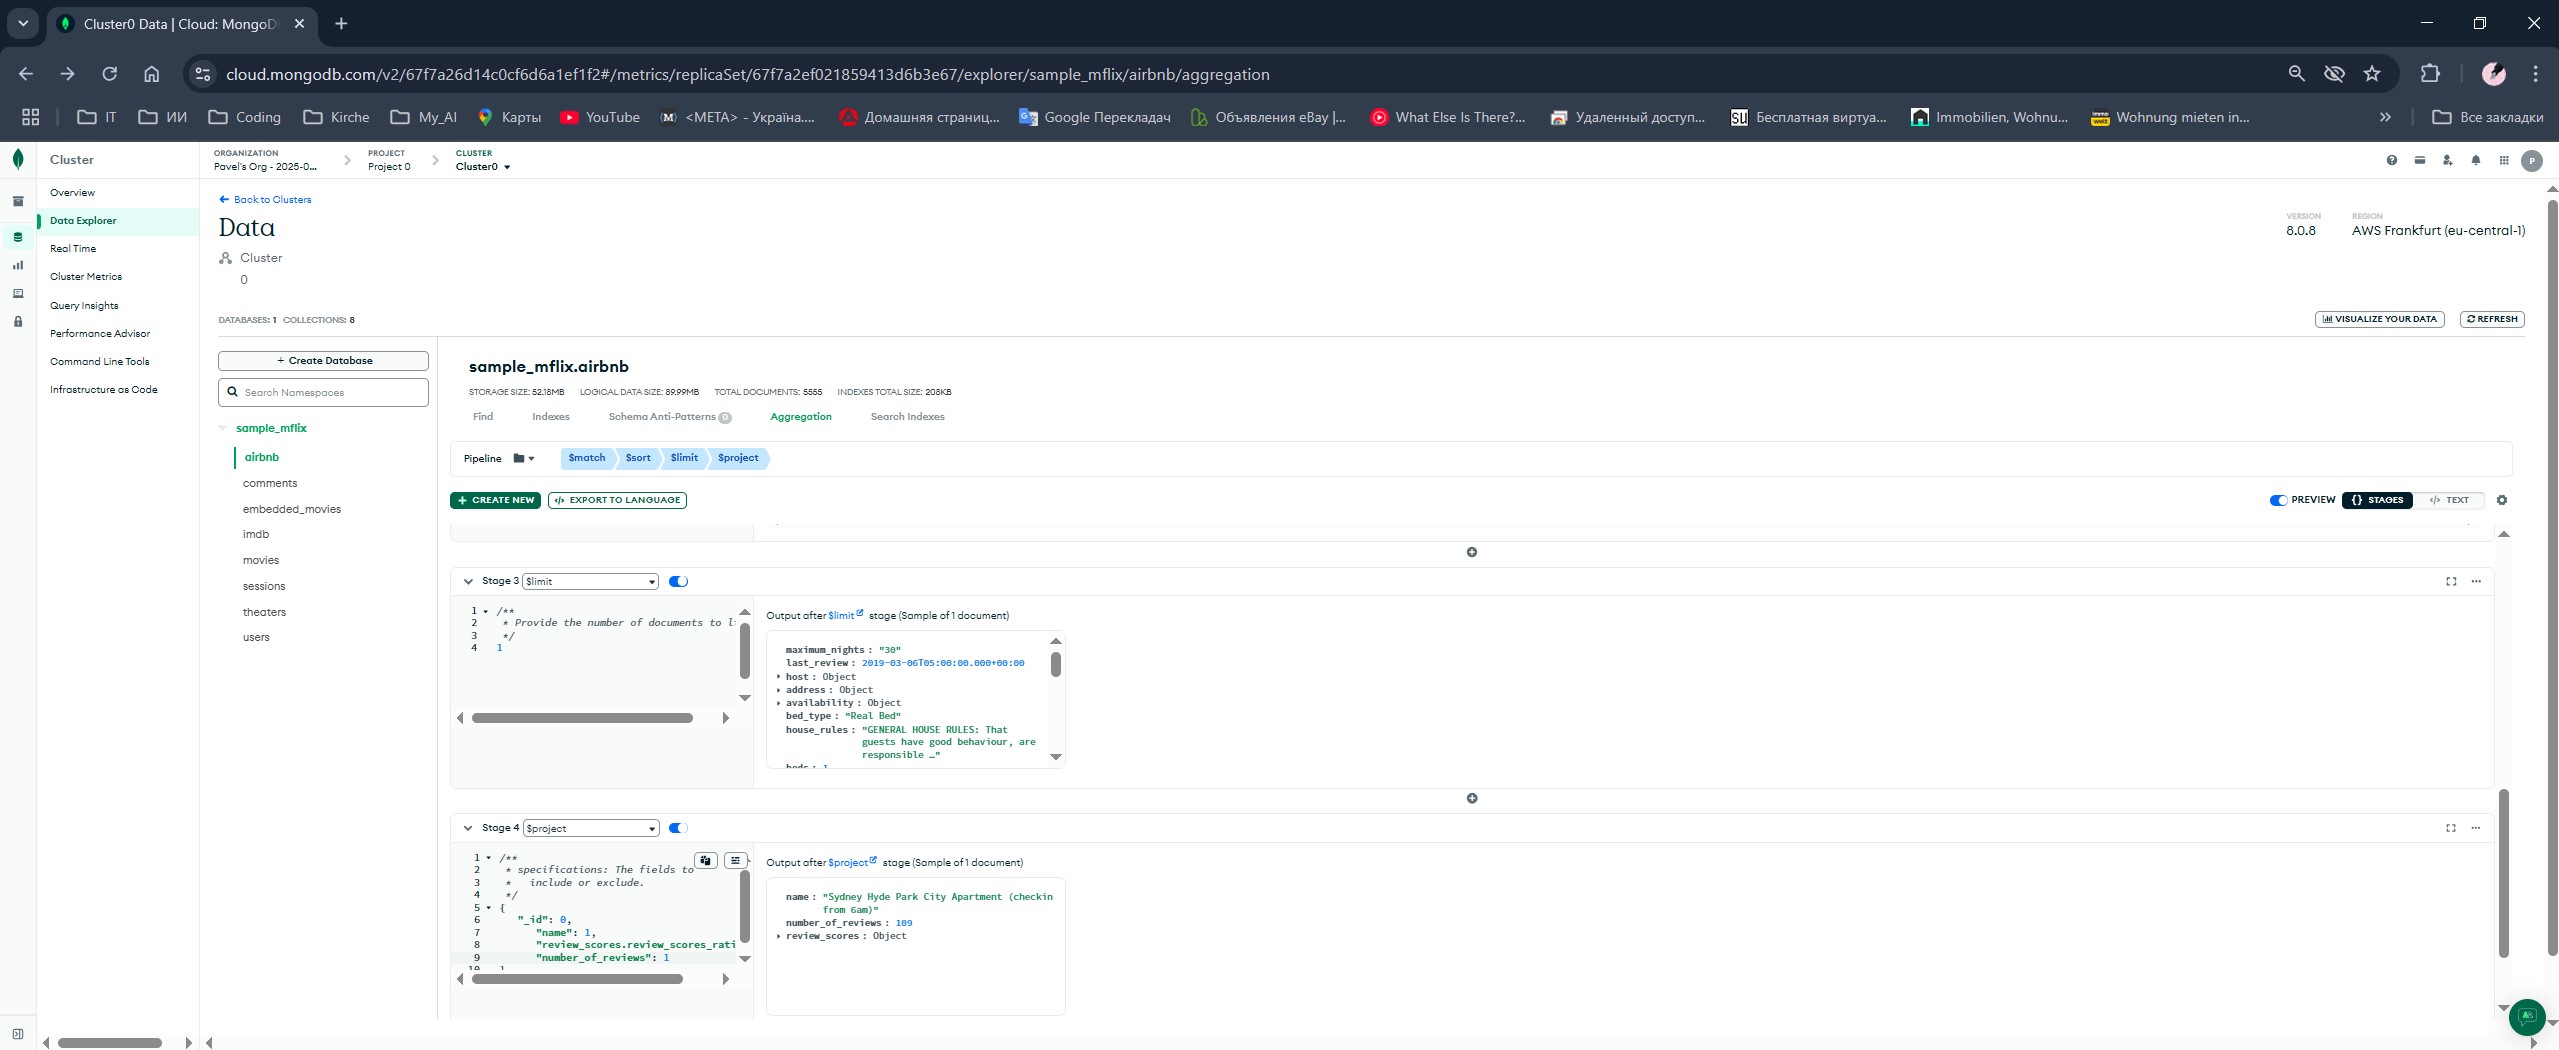 Cluster0 Data | Cloud: MongoD
cloud.mongodb.com/v2/67f7a26d14c0cf6d6a1ef1f2#/metrics/replicaSet/67f7a2ef021859413d6b3e67/explorer/sample_mflix/airbnb/aggregation
IT
ИИ
Coding
Kirche
My_AI
Карты
YouTube
<META> - Україна....
Домашняя страниц...
Google Перекладач
Объявления eBay |...
What Else Is There?...
Удаленный доступ...
Бесплатная виртуа...
Immobilien, Wohnu...
Wohnung mieten in...
Все закладки
Cluster
ORGANIZATION
Pavel's Org - 2025-0...
PROJECT
Project 0
CLUSTER
Cluster0
P
Overview
Data Explorer
Real Time
Cluster Metrics
Query Insights
Performance Advisor
Command Line Tools
Infrastructure as Code
Back to Clusters
Data
Cluster
0
VERSION
8.0.8
REGION
AWS Frankfurt (eu-central-1)
DATABASES: 1 COLLECTIONS: 8
VISUALIZE YOUR DATA
REFRESH
+ Create Database
Search Namespaces
sample_mflix
airbnb
comments
embedded_movies
imdb
movies
sessions
theaters
users
sample_mflix.airbnb
STORAGE SIZE: 52.18MB LOGICAL DATA SIZE: 89.99MB TOTAL DOCUMENTS: 5555 INDEXES TOTAL SIZE: 208KB
Find
Indexes
Schema Anti-Patterns 0
Aggregation
Search Indexes
Pipeline
$match
$sort
$limit
$project
+ CREATE NEW
</> EXPORT TO LANGUAGE
PREVIEW
{} STAGES
</> TEXT
Stage 3 $limit
1 /**
2 * Provide the number of documents to l
3 */
4 1
Output after $limit stage (Sample of 1 document)
maximum_nights : "30"
last_review : 2019-03-06T05:00:00.000+00:00
host : Object
address : Object
availability : Object
bed_type : "Real Bed"
house_rules : "GENERAL HOUSE RULES: That
guests have good behaviour, are
responsible …"
beds : 1
Stage 4 $project
1 /**
2 * specifications: The fields to
3 * include or exclude.
4 */
5 {
6 "_id": 0,
7 "name": 1,
8 "review_scores.review_scores_rati
9 "number_of_reviews": 1
10 }
Output after $project stage (Sample of 1 document)
name : "Sydney Hyde Park City Apartment (checkin
from 6am)"
number_of_reviews : 109
review_scores : Object